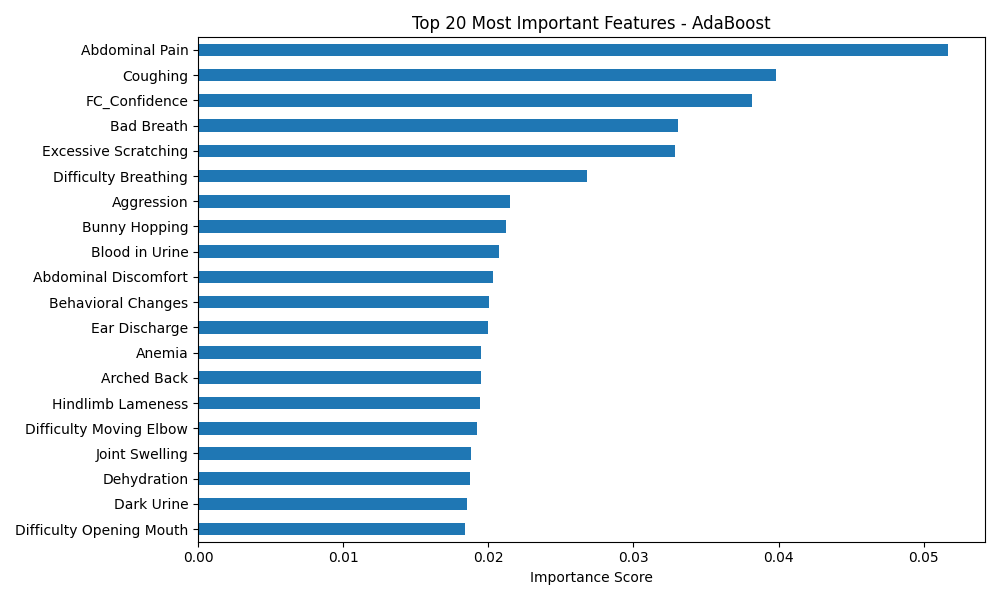 Top 20 Most Important Features - AdaBoost
Abdominal Pain
Coughing
FC_Confidence
Bad Breath
Excessive Scratching
Difficulty Breathing
Aggression
Bunny Hopping
Blood in Urine
Abdominal Discomfort
Behavioral Changes
Ear Discharge
Anemia
Arched Back
Hindlimb Lameness
Difficulty Moving Elbow
Joint Swelling
Dehydration
Dark Urine
Difficulty Opening Mouth
0.00 0.01 0.02 0.03 0.04 0.05
Importance Score